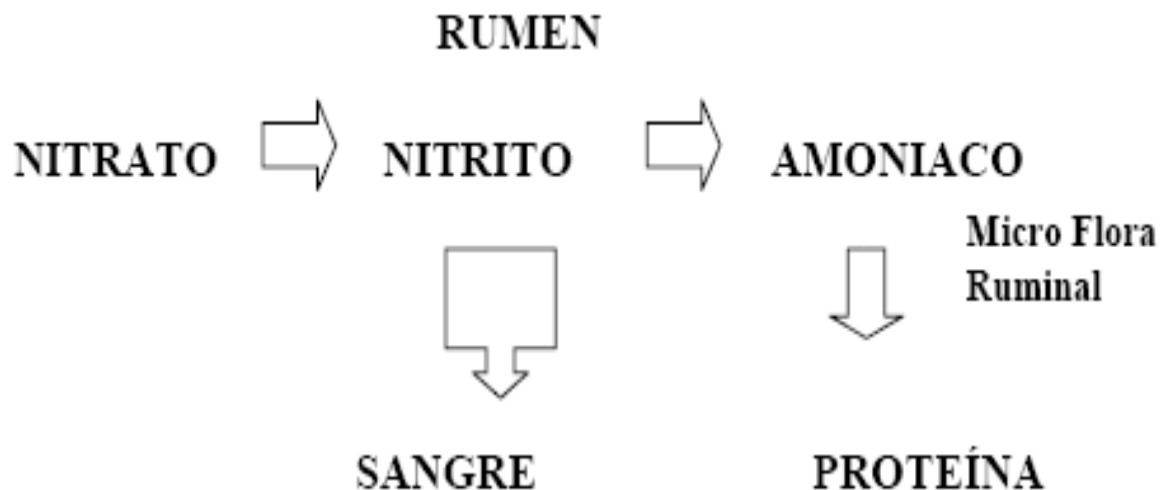 RUMEN
NITRATO NITRITO AMONIACO
Micro Flora
Ruminal
SANGRE PROTEÍNA